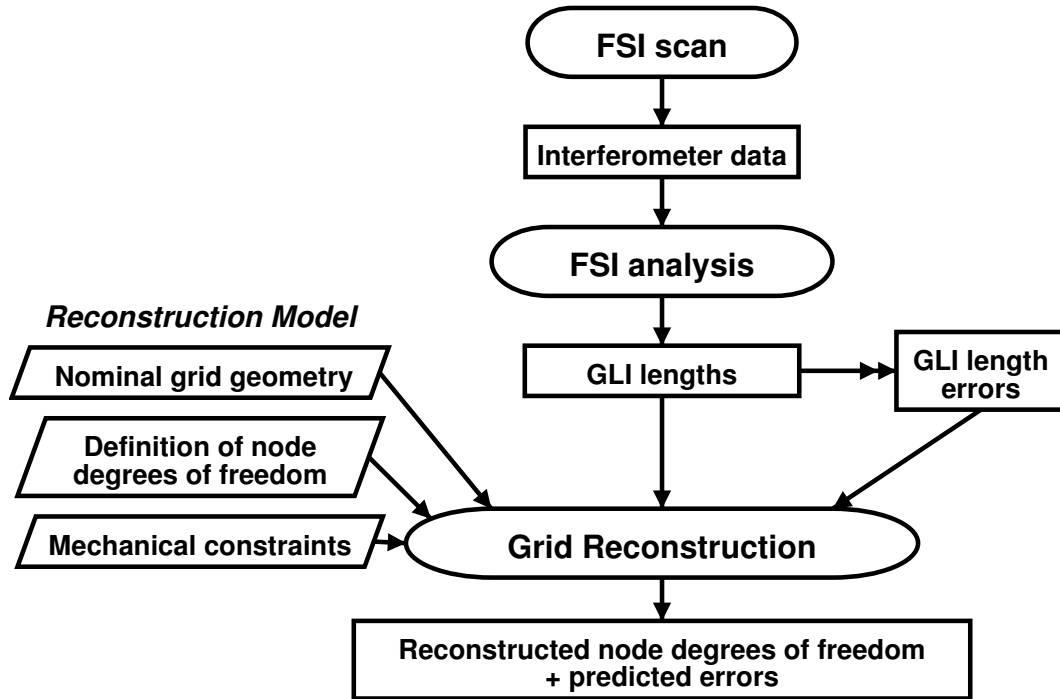 FSI scan
Interferometer data
FSI analysis
Reconstruction Model
Nominal grid geometry
GLI lengths
GLI length
errors
Definition of node
degrees of freedom
Mechanical constraints
Grid Reconstruction
Reconstructed node degrees of freedom
+ predicted errors